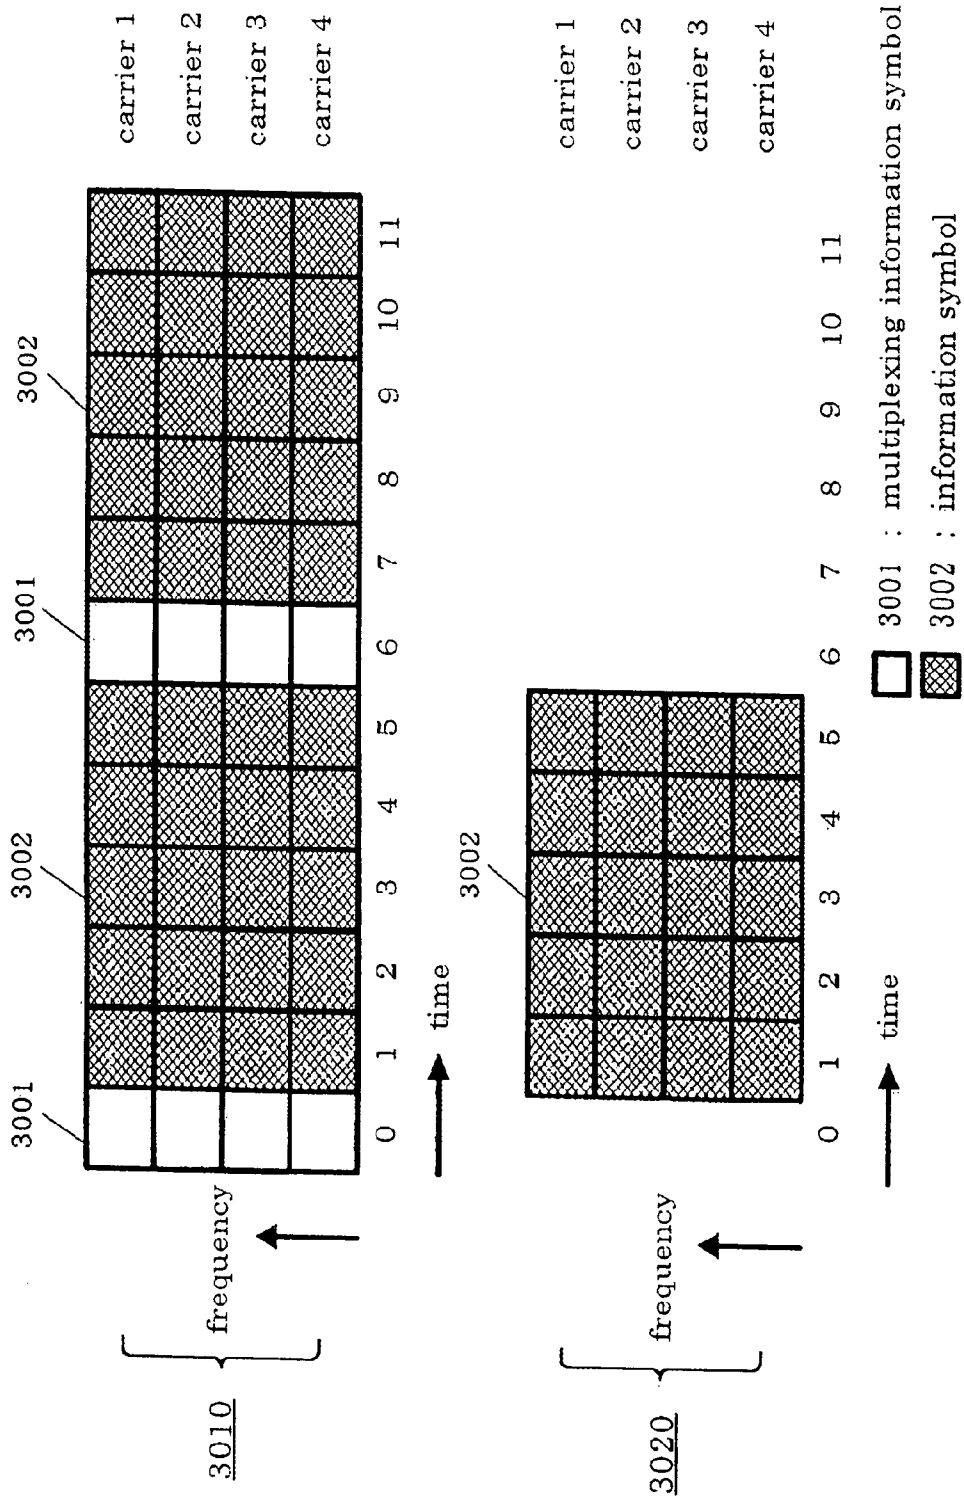 3001
3002
3001
3002
carrier 1
carrier 2
carrier 3
carrier 4
3010
frequency
0 1 2 3 4 5 6 7 8 9 10 11
time
3002
carrier 1
carrier 2
carrier 3
carrier 4
3020
frequency
0 1 2 3 4 5 6 7 8 9 10 11
time
3001 : multiplexing information symbol
3002 : information symbol